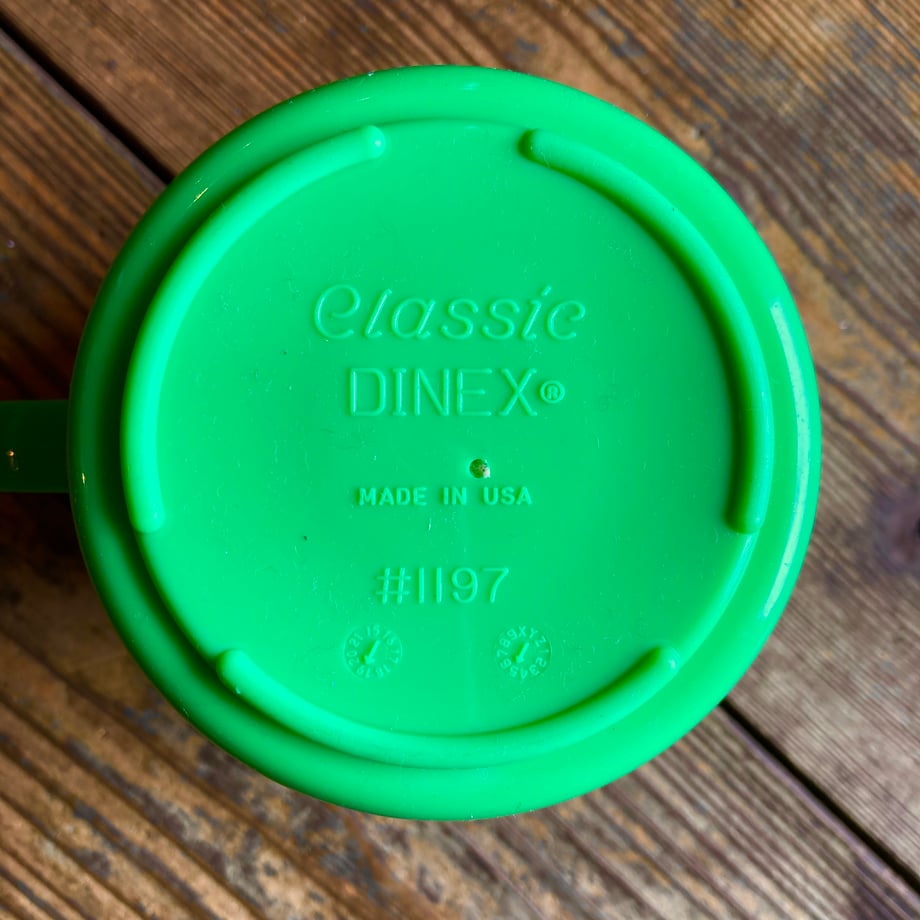 Classic
DINEX®
MADE IN USA
#1197